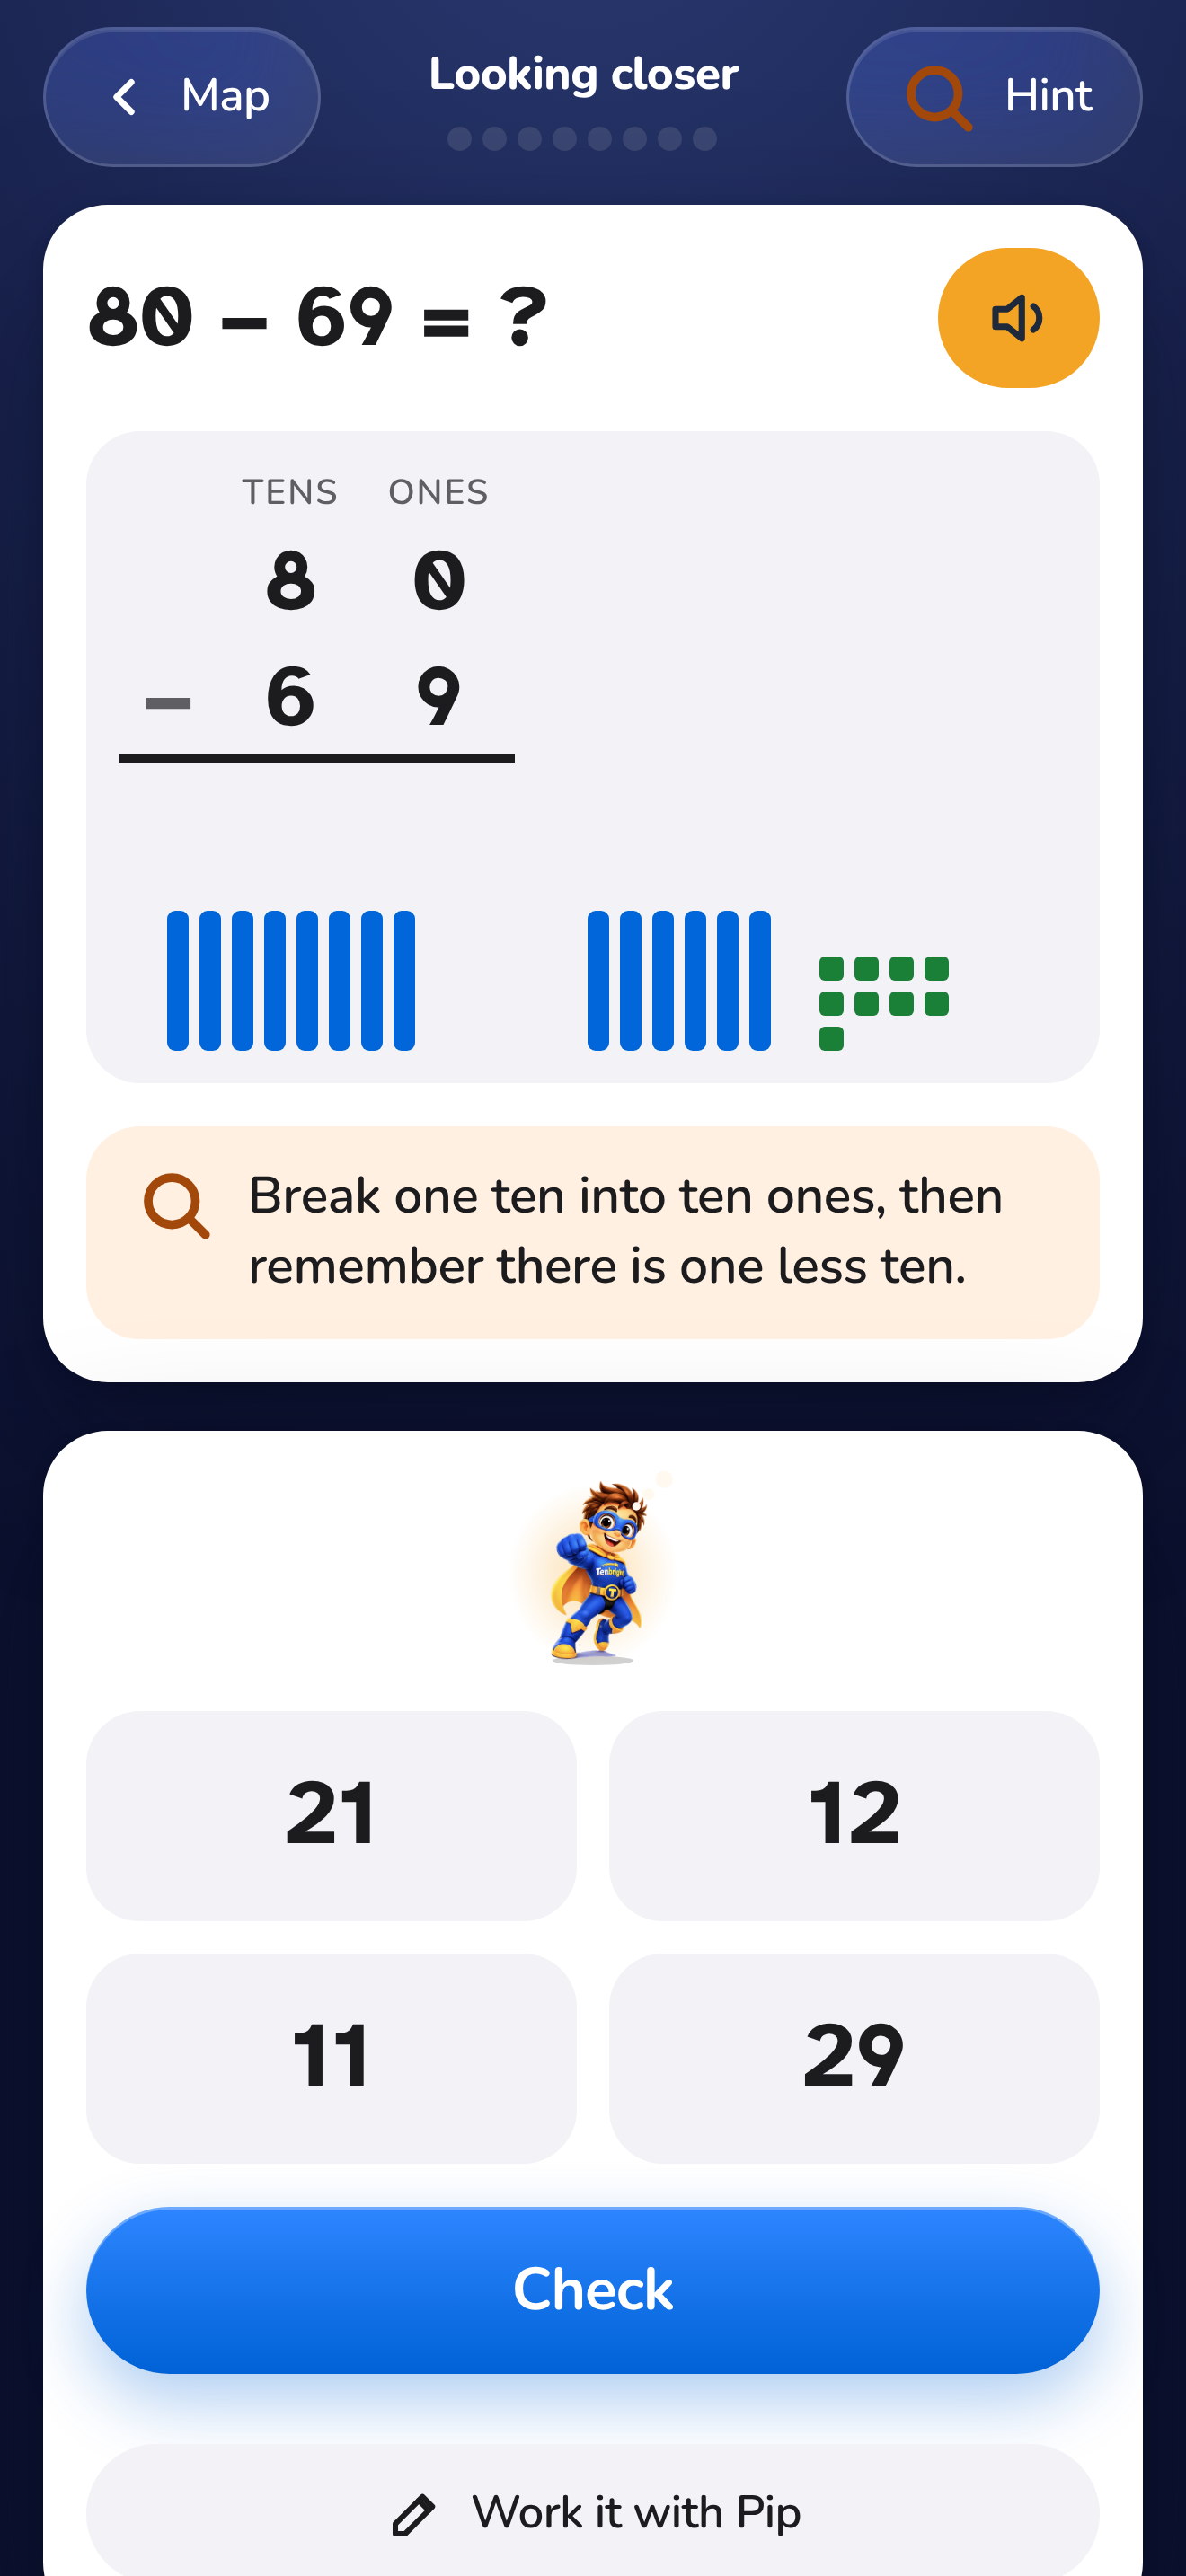 Map
Looking closer
Hint
80 – 69 = ?
TENS ONES
8 0
– 6 9
Break one ten into ten ones, then
remember there is one less ten.
Tenbright
T
21 12
11 29
Check
Work it with Pip